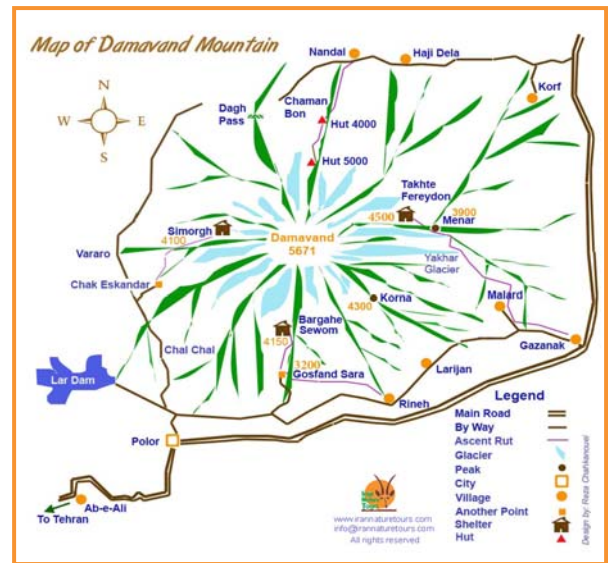 Map of Damavand Mountain
Nandal
Haji Dela
Korf
N
W E
S
Dagh
Pass
Chaman
Bon
Hut 4000
Hut 5000
Takhte
Fereydon
4500
3900
Menar
Simorgh
4100
Damavand
5671
Yakhar
Glacier
Vararo
Chak Eskandar
Korna
4300
Malard
Bargahe
Sewom
4150
Chal Chal
3200
Gosfand Sara
Gazanak
Larijan
Lar Dam
Rineh
Polor
Ab-e-Ali
To Tehran
Legend
Main Road
By Way
Ascent Rut
Glacier
Peak
City
Village
Another Point
Shelter
Hut
www.irannaturetours.com
info@irannaturetours.com
All rights reserved
Design by: Reza Chahkanouei